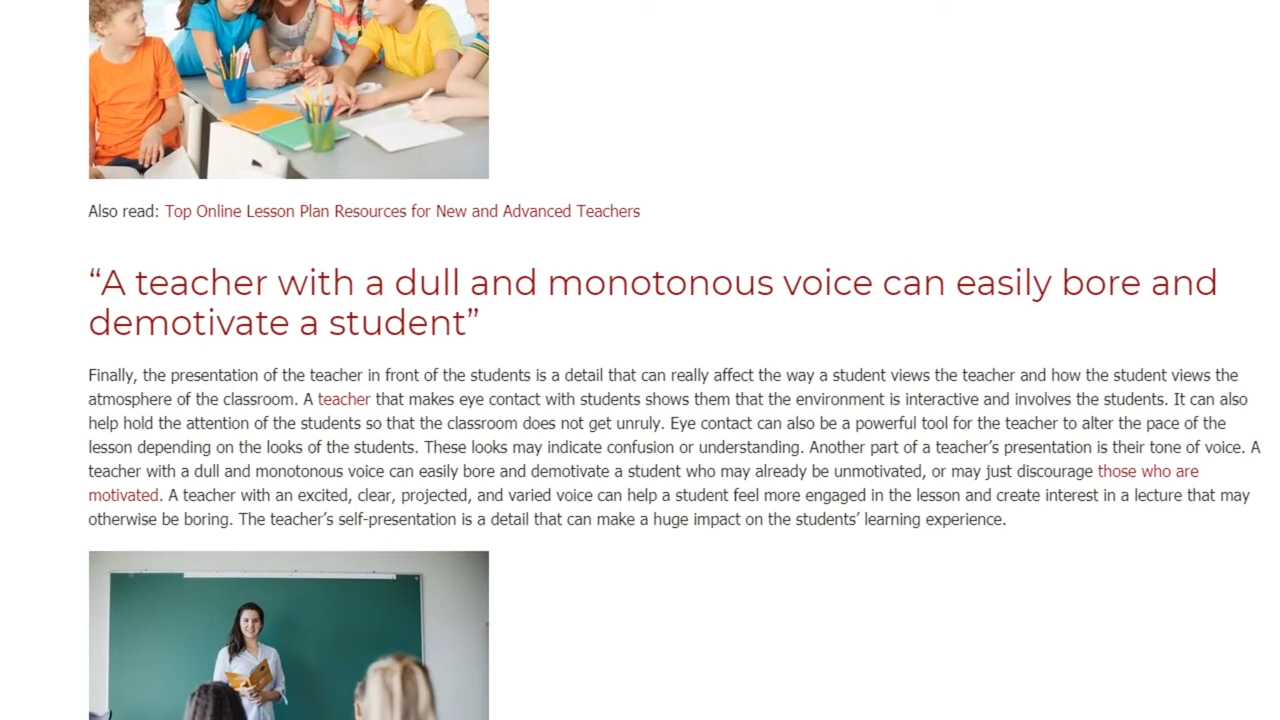 Also read: Top Online Lesson Plan Resources for New and Advanced Teachers
“A teacher with a dull and monotonous voice can easily bore and
demotivate a student”
Finally, the presentation of the teacher in front of the students is a detail that can really affect the way a student views the teacher and how the student views the
atmosphere of the classroom. A teacher that makes eye contact with students shows them that the environment is interactive and involves the students. It can also
help hold the attention of the students so that the classroom does not get unruly. Eye contact can also be a powerful tool for the teacher to alter the pace of the
lesson depending on the looks of the students. These looks may indicate confusion or understanding. Another part of a teacher’s presentation is their tone of voice. A
teacher with a dull and monotonous voice can easily bore and demotivate a student who may already be unmotivated, or may just discourage those who are
motivated. A teacher with an excited, clear, projected, and varied voice can help a student feel more engaged in the lesson and create interest in a lecture that may
otherwise be boring. The teacher’s self-presentation is a detail that can make a huge impact on the students’ learning experience.